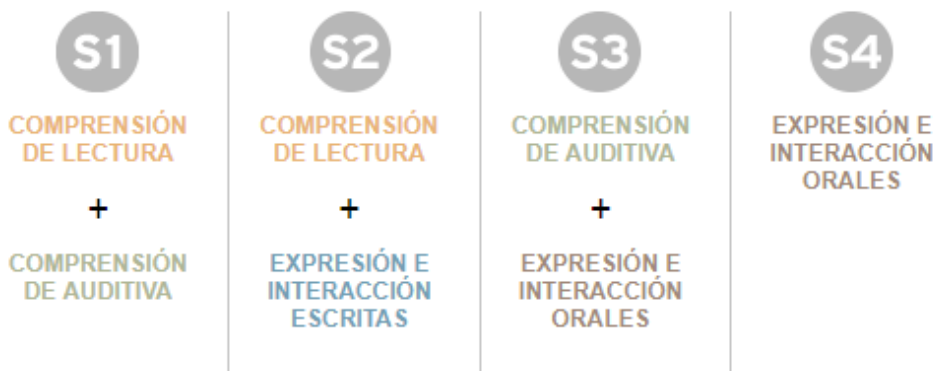 S1
COMPRENSIÓN
DE LECTURA
+
COMPRENSIÓN
DE AUDITIVA
S2
COMPRENSIÓN
DE LECTURA
+
EXPRESIÓN E
INTERACCIÓN
ESCRITAS
S3
COMPRENSIÓN
DE AUDITIVA
+
EXPRESIÓN E
INTERACCIÓN
ORALES
S4
EXPRESIÓN E
INTERACCIÓN
ORALES